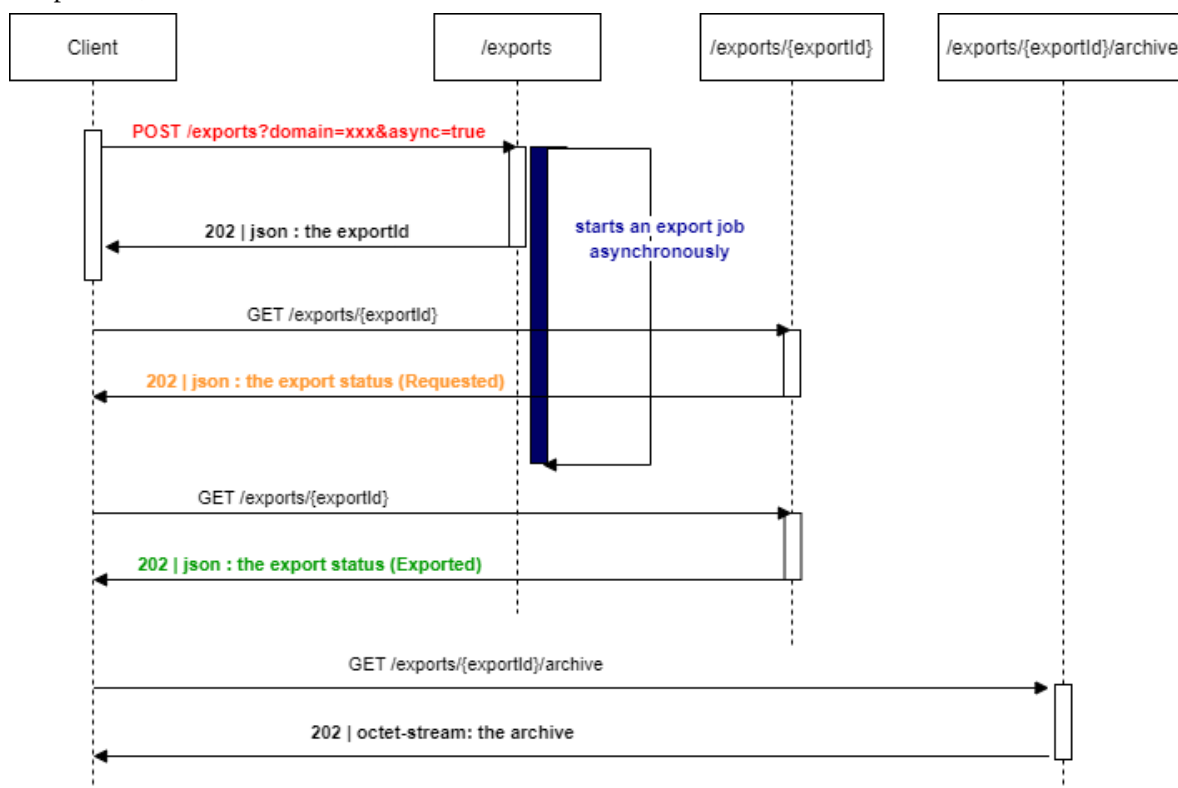 Client
/exports
/exports/{exportId}
/exports/{exportId}/archive
POST /exports?domain=xxx&async=true
202 | json : the exportId
starts an export job
asynchronously
GET /exports/{exportId}
202 | json : the export status (Requested)
GET /exports/{exportId}
202 | json : the export status (Exported)
GET /exports/{exportId}/archive
202 | octet-stream: the archive